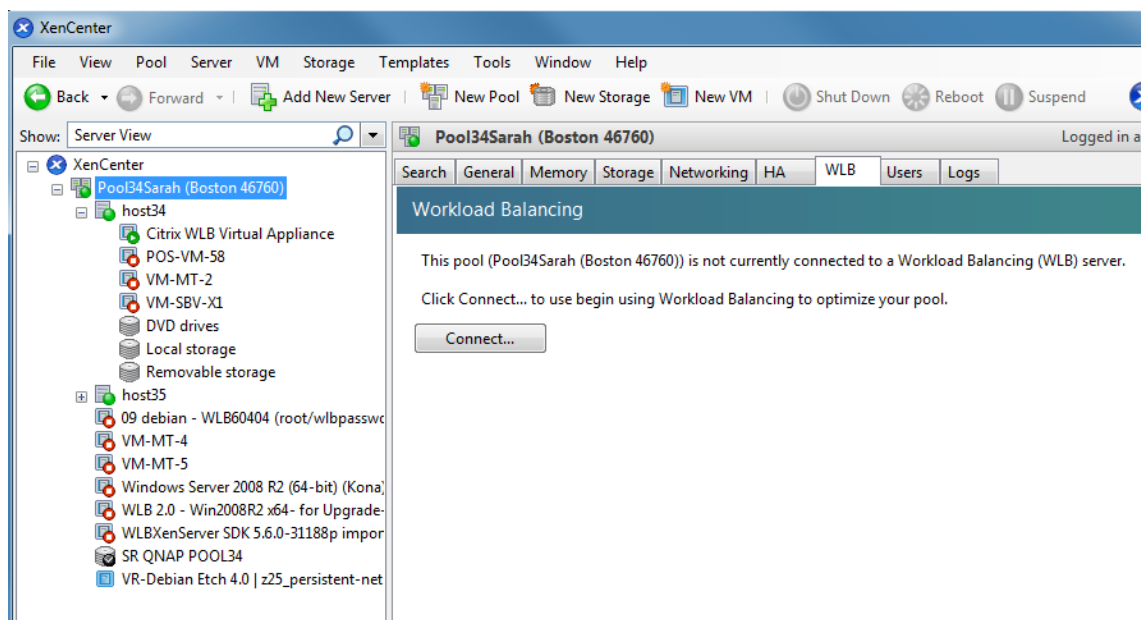 XenCenter
File View Pool Server VM Storage Templates Tools Window Help
Back Forward Add New Server New Pool New Storage New VM Shut Down Reboot Suspend
Show: Server View
XenCenter
Pool34Sarah (Boston 46760)
host34
Citrix WLB Virtual Appliance
POS-VM-58
VM-MT-2
VM-SBV-X1
DVD drives
Local storage
Removable storage
host35
09 debian - WLB60404 (root/wlbpasswc
VM-MT-4
VM-MT-5
Windows Server 2008 R2 (64-bit) (Kona)
WLB 2.0 - Win2008R2 x64- for Upgrade-
WLBXenServer SDK 5.6.0-31188p impor
SR QNAP POOL34
VR-Debian Etch 4.0 | z25_persistent-net
Pool34Sarah (Boston 46760) Logged in a
Search General Memory Storage Networking HA WLB Users Logs
Workload Balancing
This pool (Pool34Sarah (Boston 46760)) is not currently connected to a Workload Balancing (WLB) server.
Click Connect... to use begin using Workload Balancing to optimize your pool.
Connect...